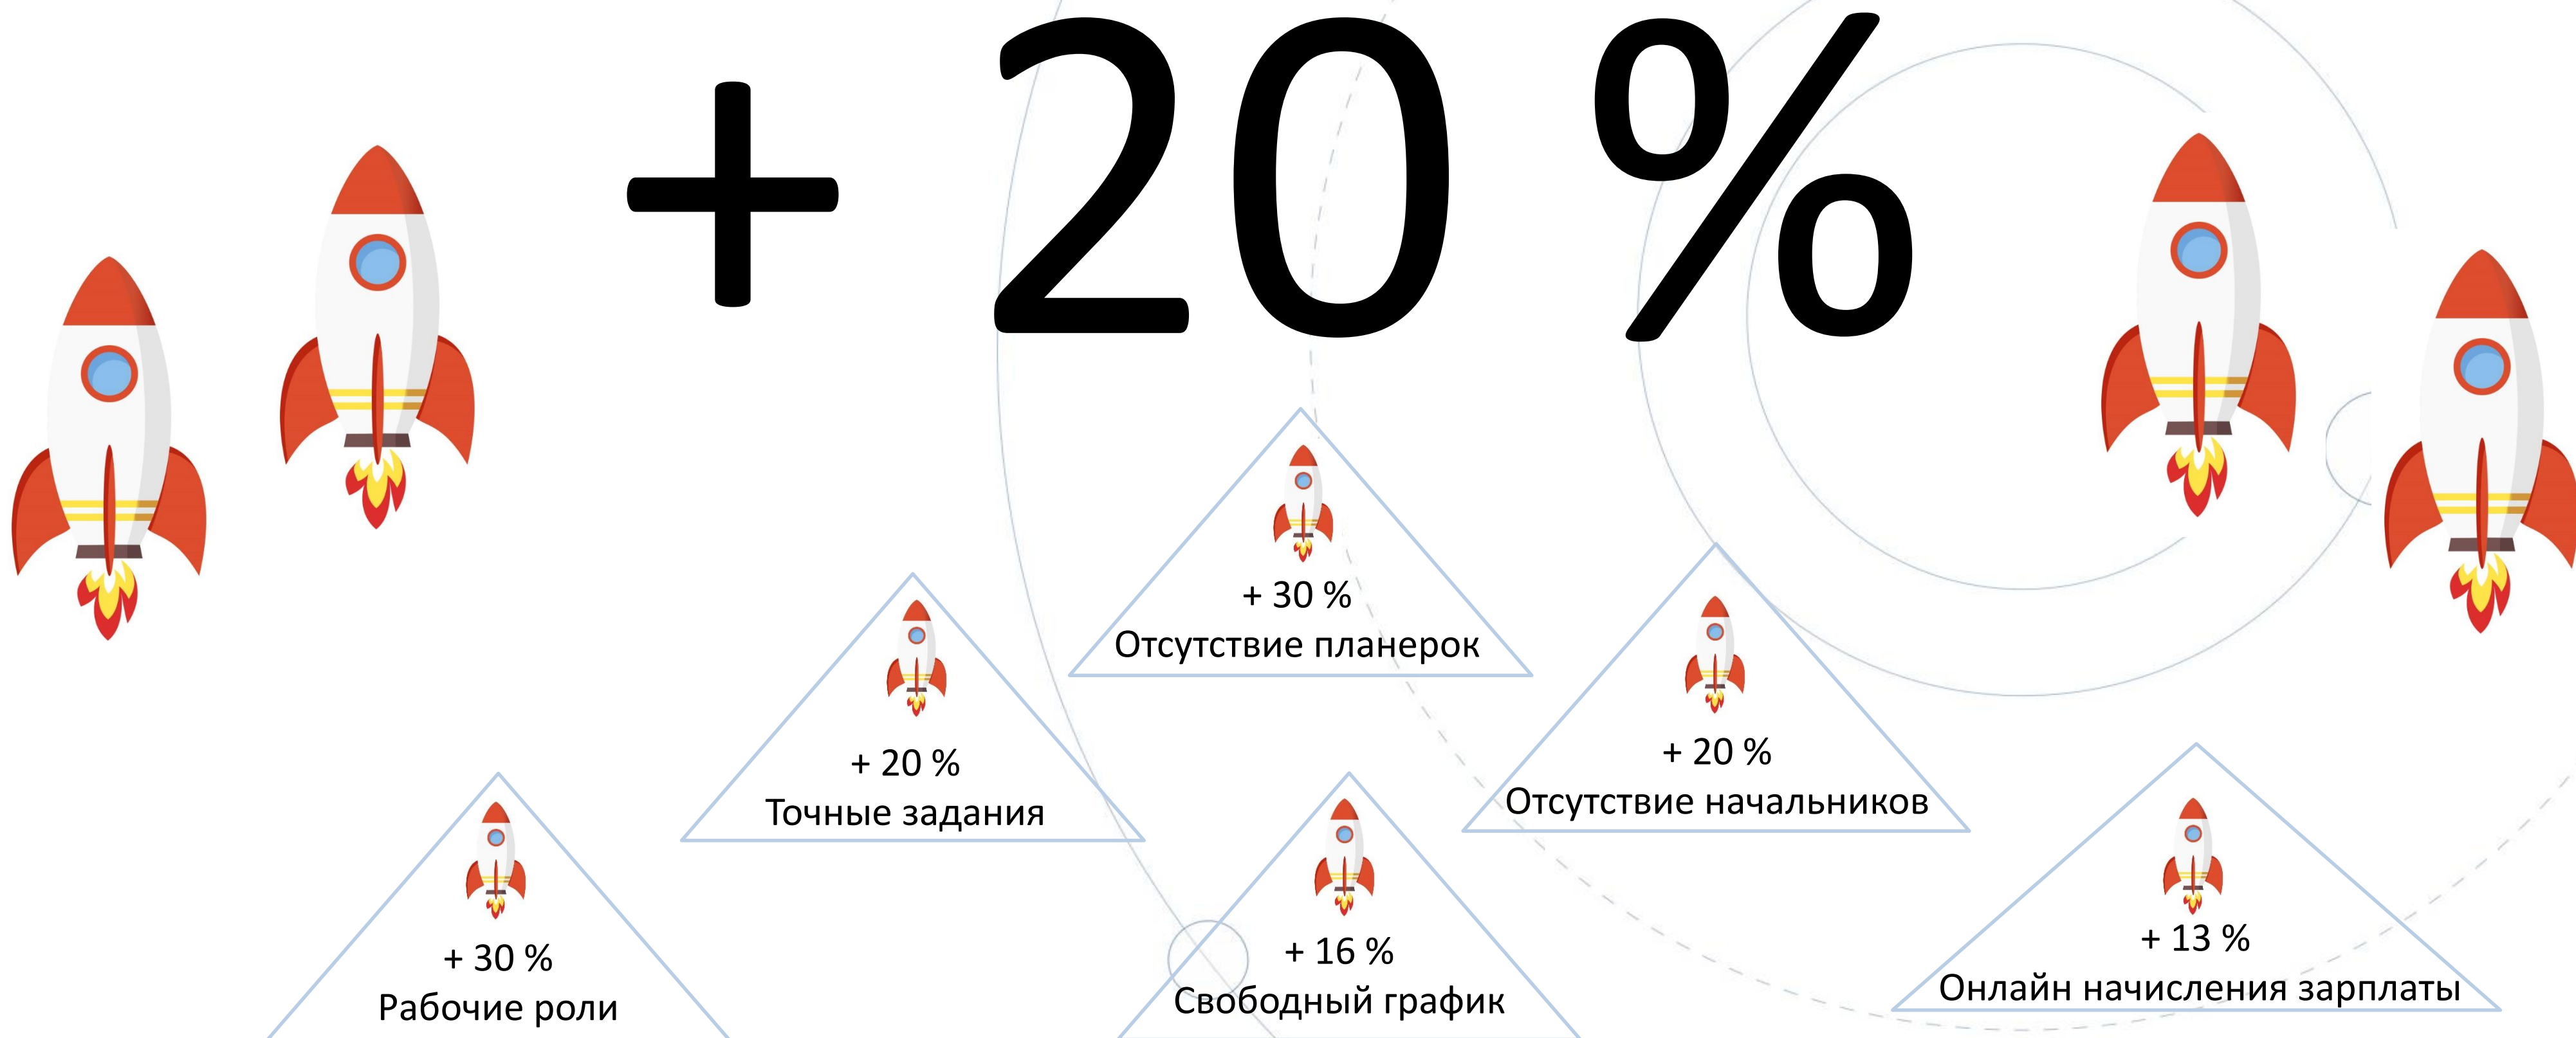 + 20 %
+ 30 %
Отсутствие планерок
+ 20 %
Точные задания
+ 20 %
Отсутствие начальников
+ 30 %
Рабочие роли
+ 16 %
Свободный график
+ 13 %
Онлайн начисления зарплаты